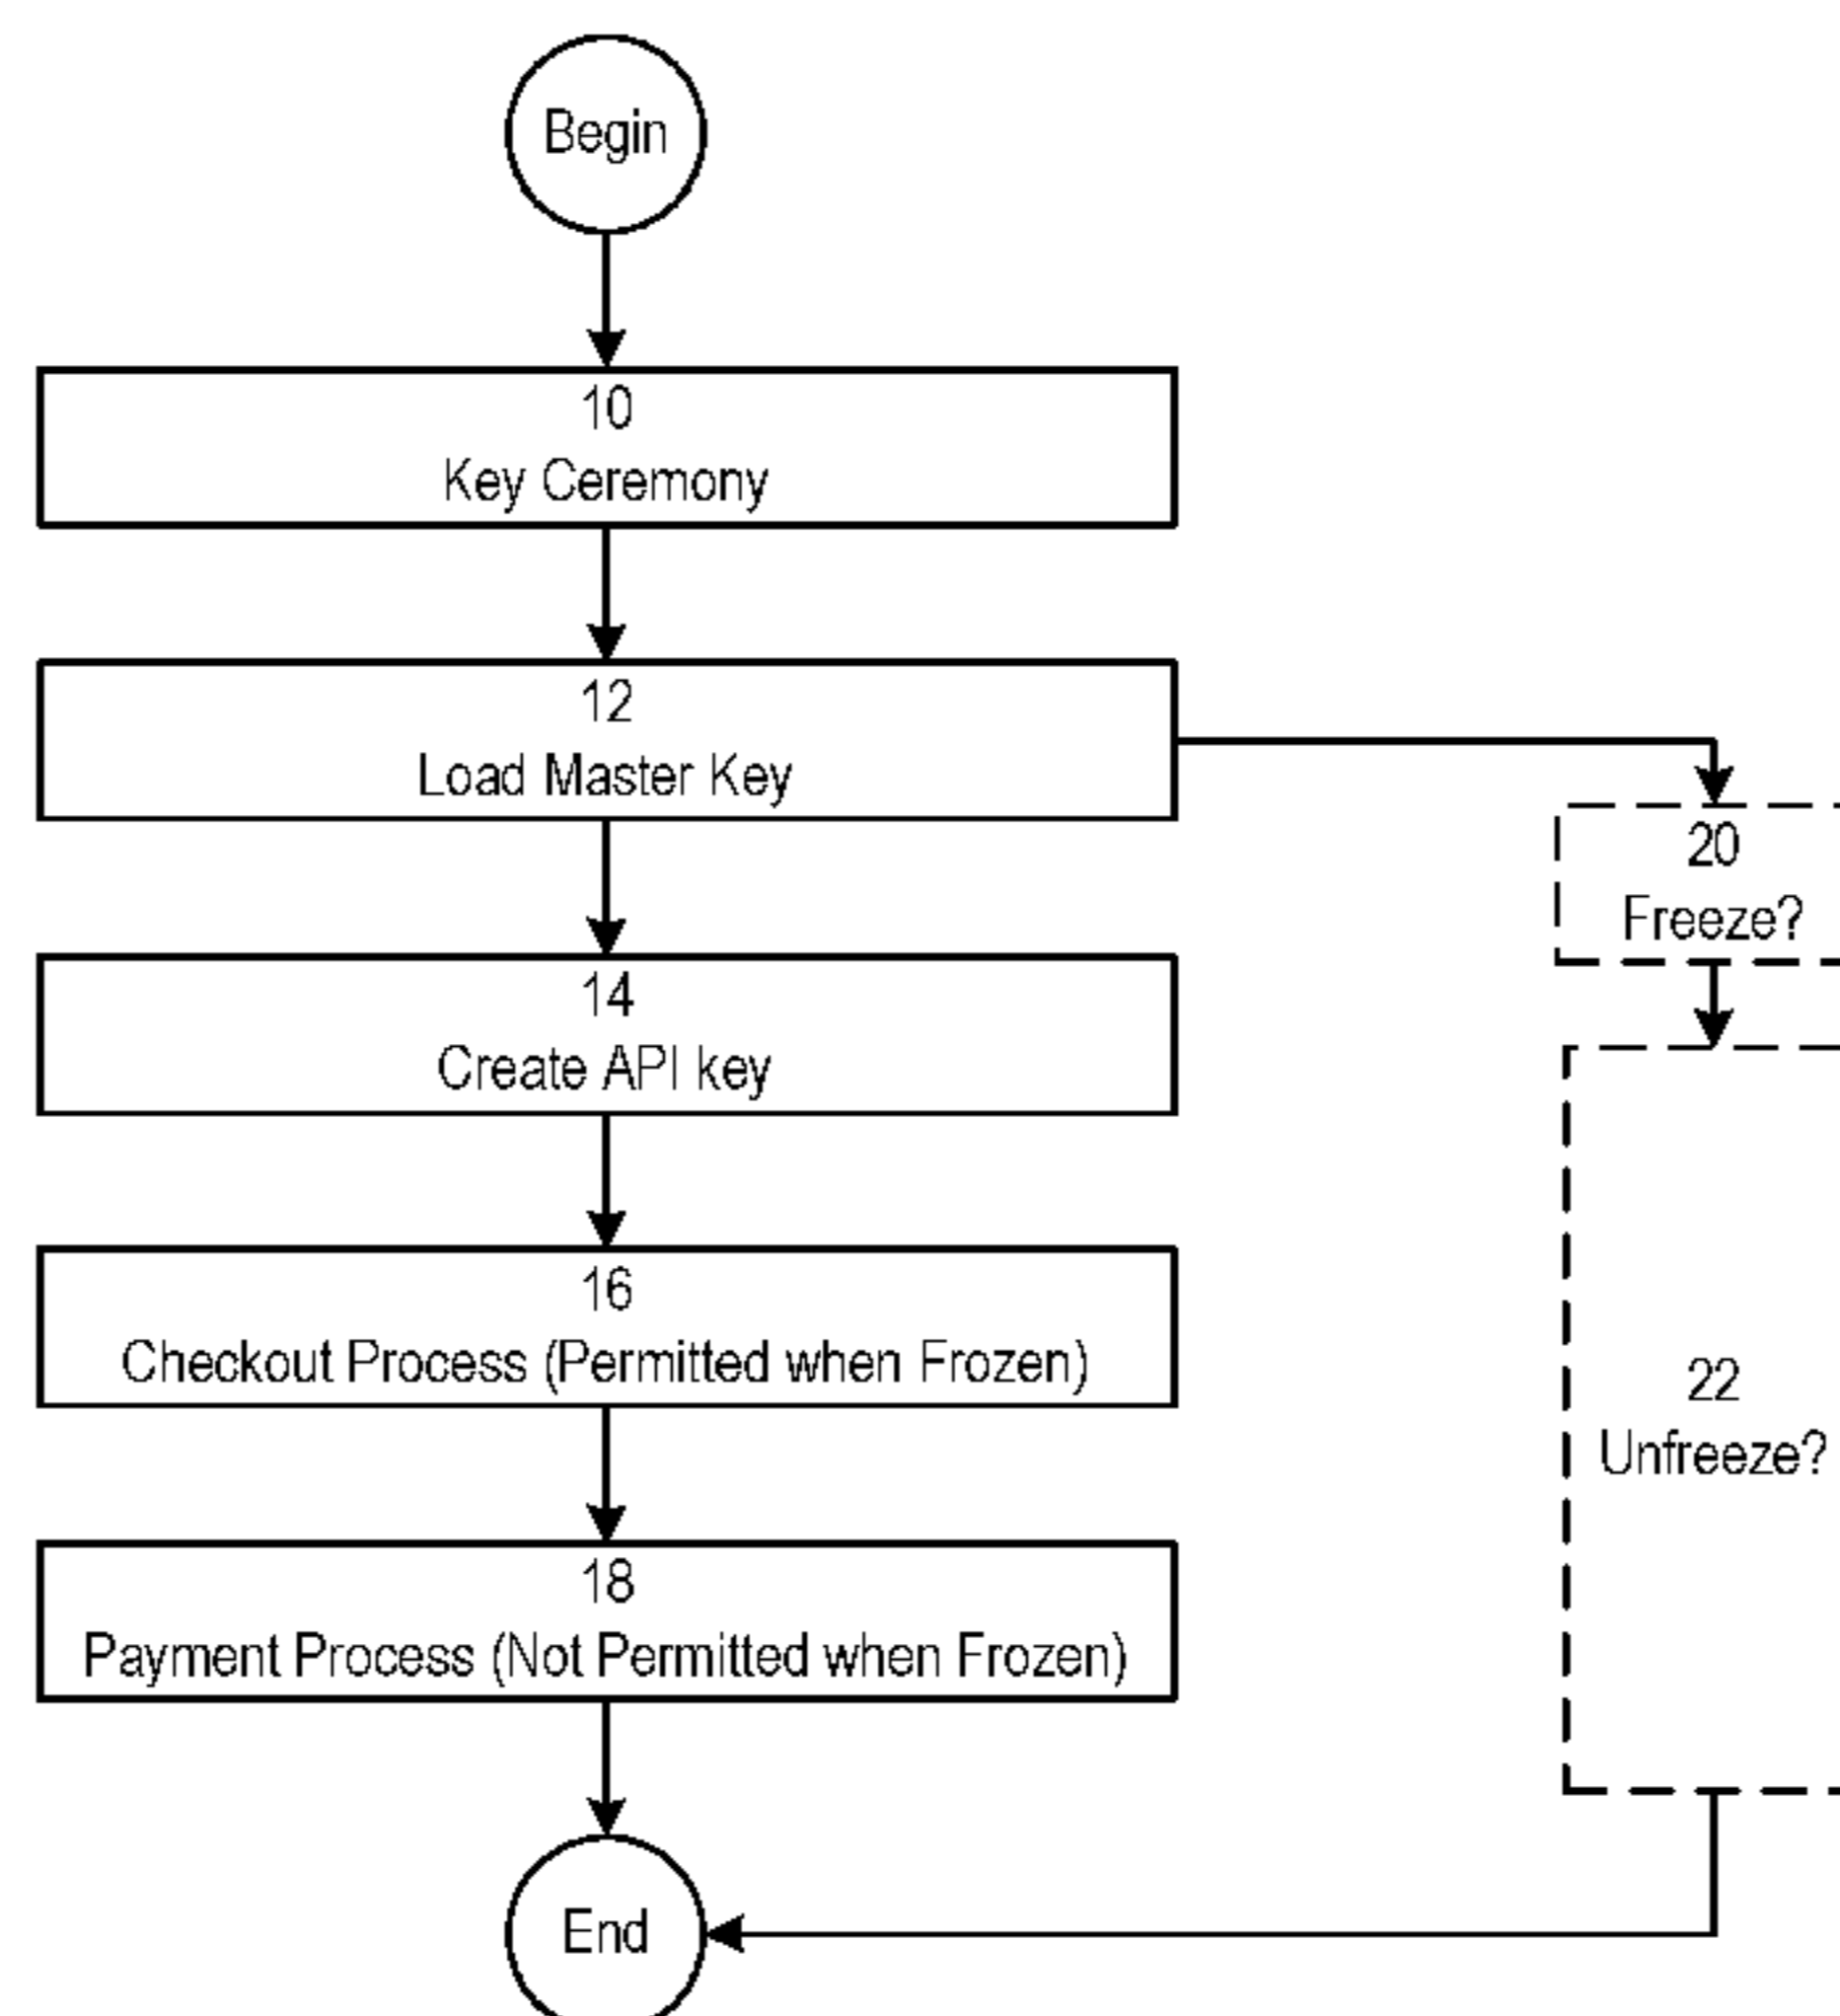 Begin
10
Key Ceremony
12
Load Master Key
20
Freeze?
14
Create API key
16
Checkout Process (Permitted when Frozen)
22
Unfreeze?
18
Payment Process (Not Permitted when Frozen)
End